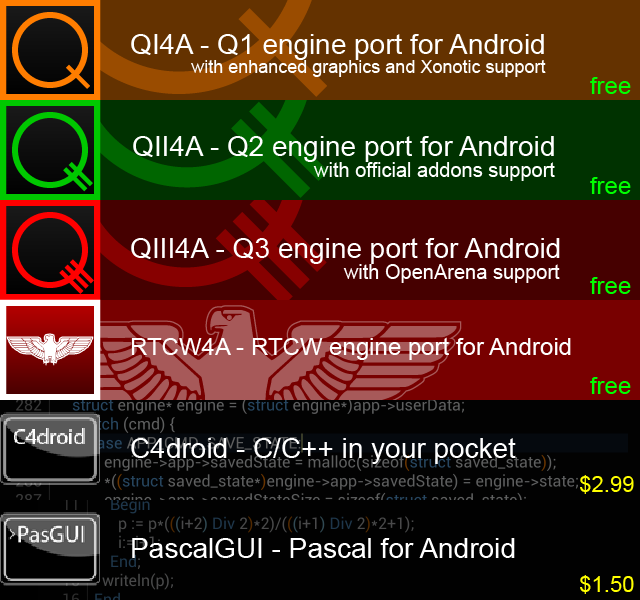 QI4A - Q1 engine port for Android
with enhanced graphics and Xonotic support
free
QII4A - Q2 engine port for Android
with official addons support
free
QIII4A - Q3 engine port for Android
with OpenArena support
free
RTCW4A - RTCW engine port for Android
free
282 struct engine* engine = (struct engine*)app->userData;
(cmd) {
C4droid
C4droid - C/C++ in your pocket
engine->app->savedState = malloc(sizeof(struct saved_state));
*((struct saved_state*)engine->app->savedState) = engine->state;
$2.99
287 engine->app->savedStateSize = sizeof(struct saved_state);
11 Begin
p := p*(((i+2) Div 2)*2)/(((i+1) Div 2)*2+1);
>PasGUI
PascalGUI - Pascal for Android
End;
writeln(p);
$1.50
16 End